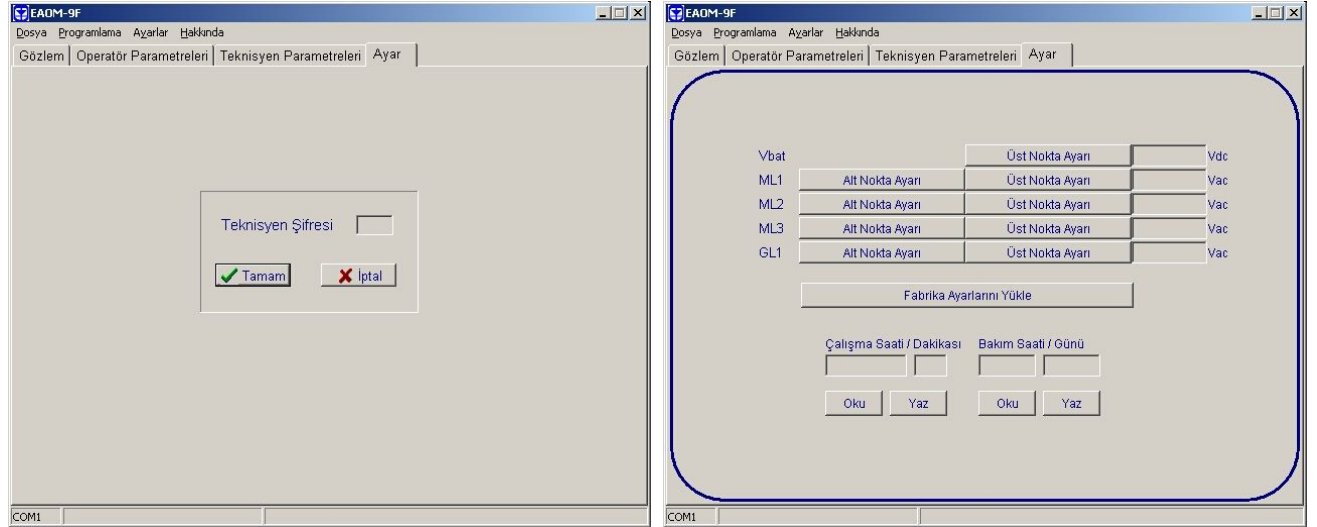 EAOM-9F
Dosya Programlama Ayarlar Hakkında
Gözlem Operatör Parametreleri Teknisyen Parametreleri Ayar
Teknisyen Şifresi
Tamam İptal
COM1
EAOM-9F
Dosya Programlama Ayarlar Hakkında
Gözlem Operatör Parametreleri Teknisyen Parametreleri Ayar
Vbat Üst Nokta Ayarı Vdc
ML1 Alt Nokta Ayarı Üst Nokta Ayarı Vac
ML2 Alt Nokta Ayarı Üst Nokta Ayarı Vac
ML3 Alt Nokta Ayarı Üst Nokta Ayarı Vac
GL1 Alt Nokta Ayarı Üst Nokta Ayarı Vac
Fabrika Ayarlarını Yükle
Çalışma Saati / Dakikası Bakım Saati / Günü
Oku Yaz Oku Yaz
COM1